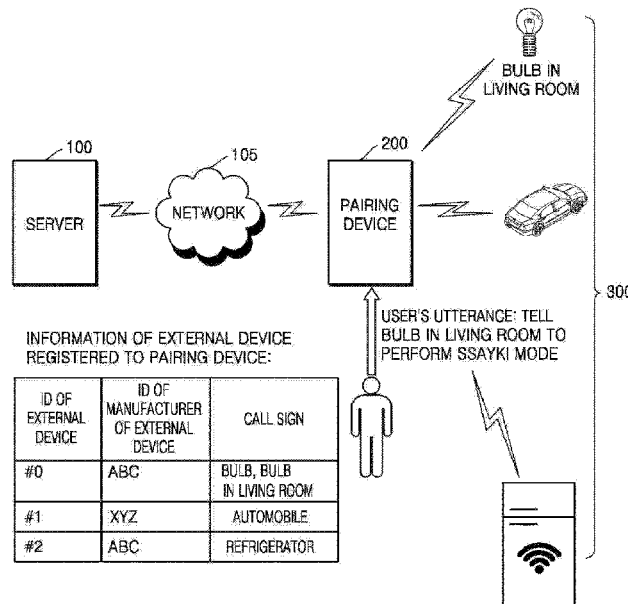 BULB IN
LIVING ROOM
100
105
200
SERVER
NETWORK
PAIRING
DEVICE
300
USER'S UTTERANCE: TELL
BULB IN LIVING ROOM TO
PERFORM SSAYKI MODE
INFORMATION OF EXTERNAL DEVICE
REGISTERED TO PAIRING DEVICE:
ID OF
EXTERNAL
DEVICE
ID OF
MANUFACTURER
OF EXTERNAL
DEVICE
CALL SIGN
#0
ABC
BULB, BULB
IN LIVING ROOM
#1
XYZ
AUTOMOBILE
#2
ABC
REFRIGERATOR